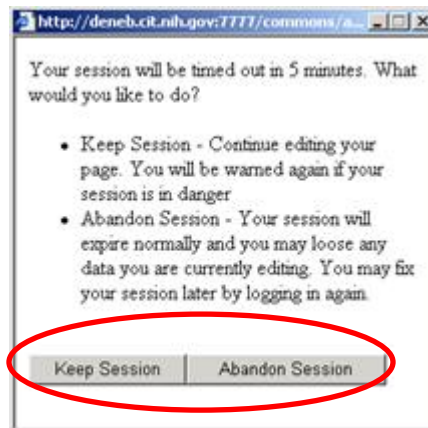 http://deneb.cit.nih.gov:7777/commons/a...
Your session will be timed out in 5 minutes. What
would you like to do?
• Keep Session - Continue editing your
page. You will be warned again if your
session is in danger
• Abandon Session - Your session will
expire normally and you may loose any
data you are currently editing. You may fix
your session later by logging in again.
Keep Session Abandon Session